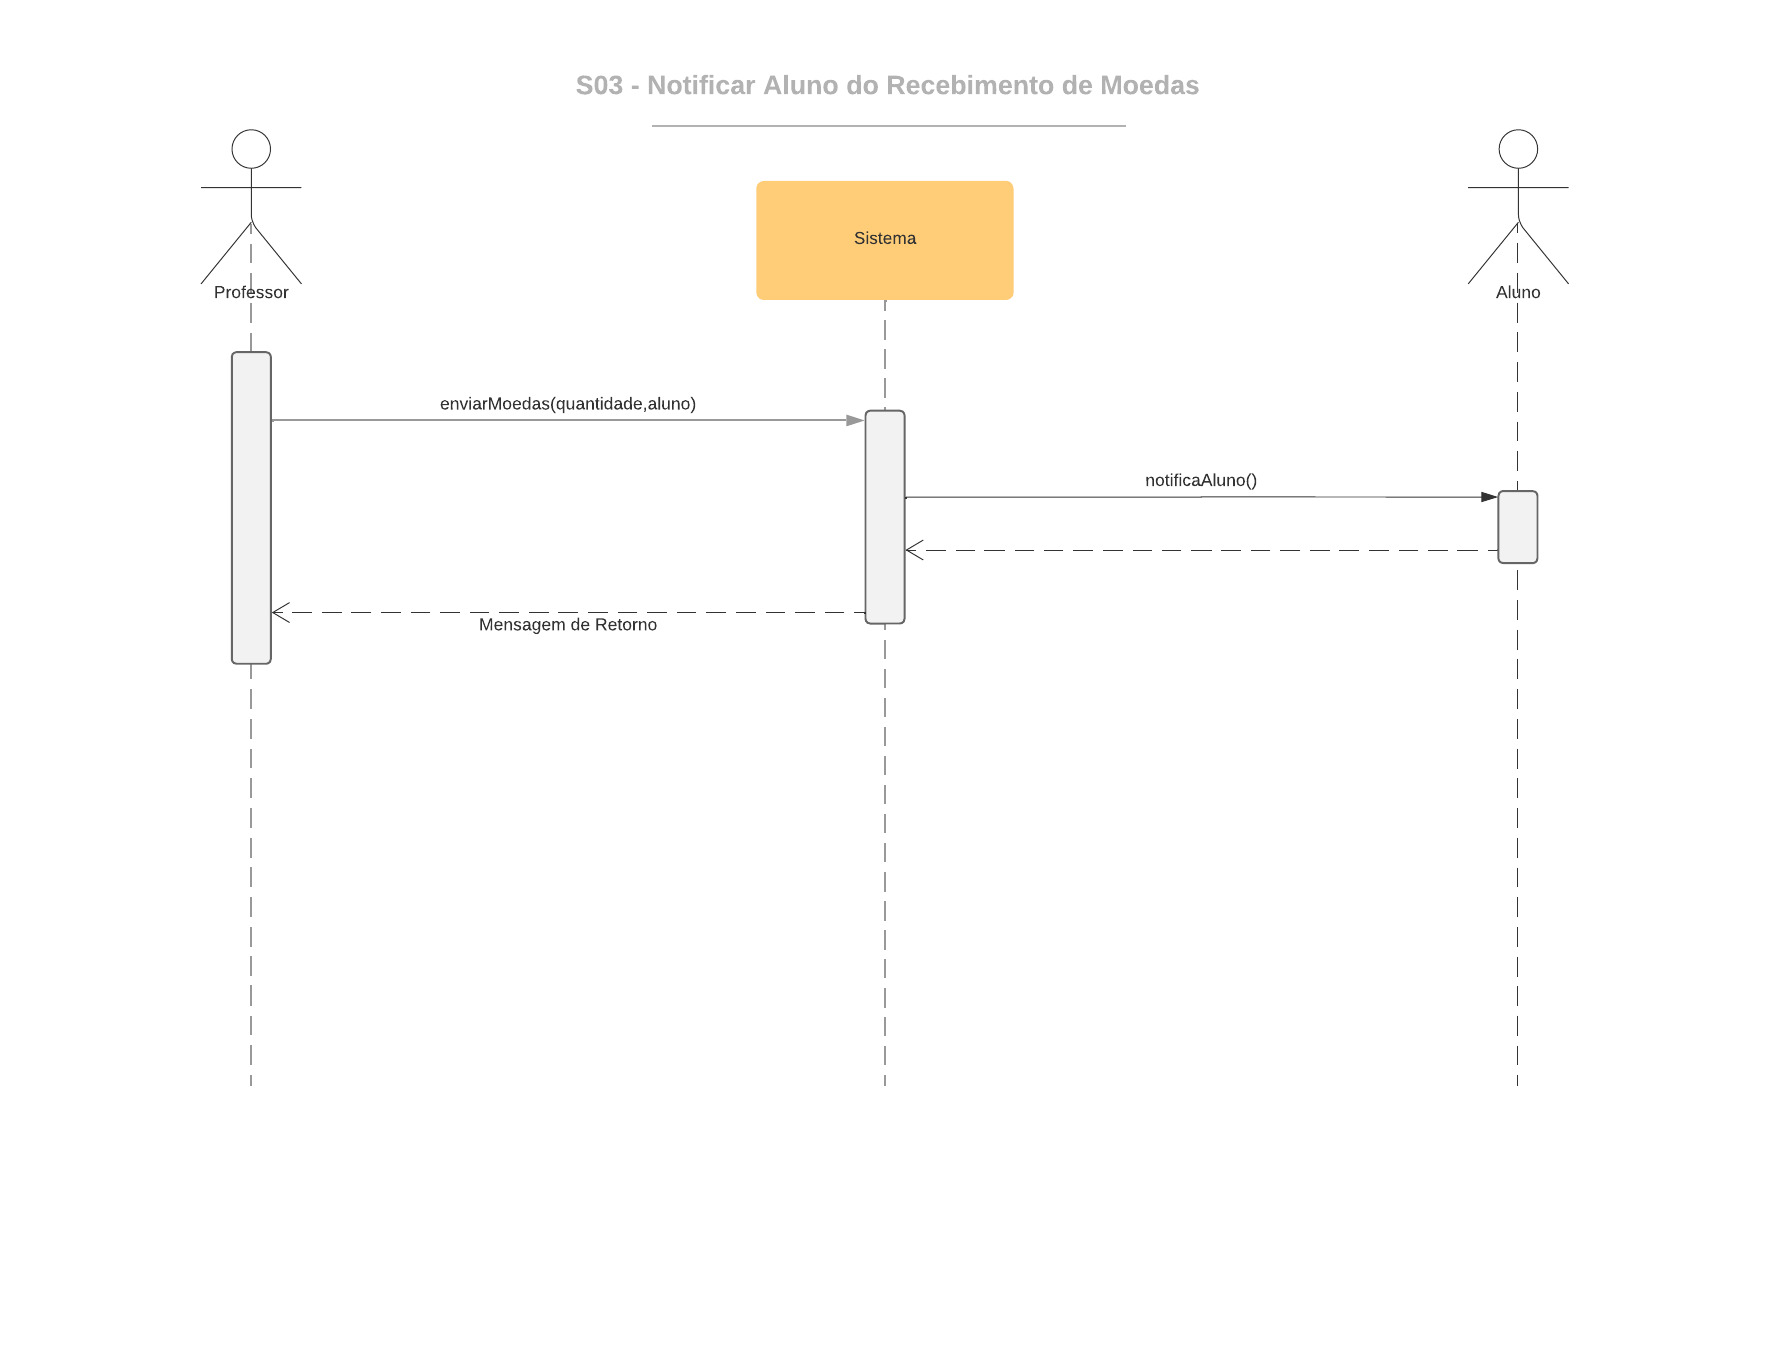 S03 - Notificar Aluno do Recebimento de Moedas
Sistema
Professor
Aluno
enviarMoedas(quantidade,aluno)
notificaAluno()
Mensagem de Retorno